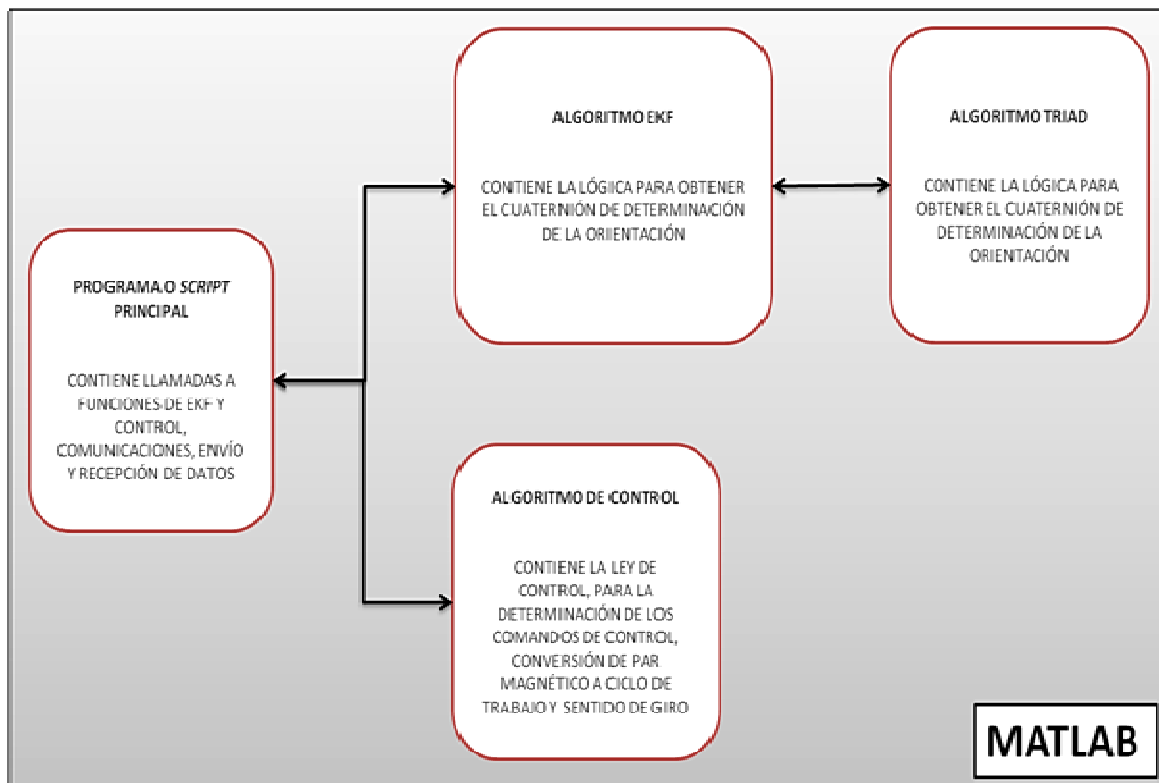 PROGRAMA O SCRIPT
PRINCIPAL
CONTIENE LLAMADAS A
FUNCIONES DE EKF Y
CONTROL,
COMUNICACIONES, ENVÍO
Y RECEPCIÓN DE DATOS
ALGORITMO EKF
CONTIENE LA LÓGICA PARA OBTENER
EL CUATERNIÓN DE DETERMINACIÓN
DE LA ORIENTACIÓN
ALGORITMO TRIAD
CONTIENE LA LÓGICA PARA
OBTENER EL CUATERNIÓN DE
DETERMINACIÓN DE LA
ORIENTACIÓN
ALGORITMO DE CONTROL
CONTIENE LA LEY DE
CONTROL, PARA LA
DETERMINACIÓN DE LOS
COMANDOS DE CONTROL,
CONVERSIÓN DE PAR
MAGNÉTICO A CICLO DE
TRABAJO Y SENTIDO DE GIRO
MATLAB